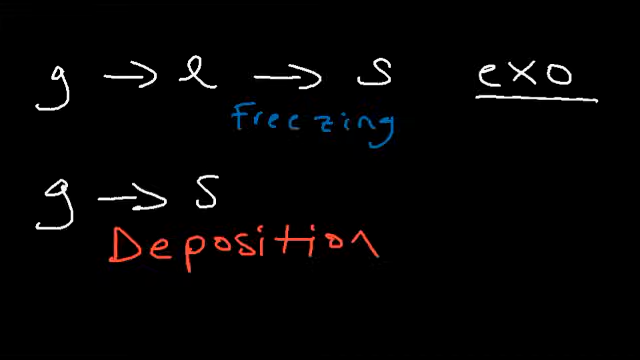 g → l → s exo
Freezing
g → s
Deposition